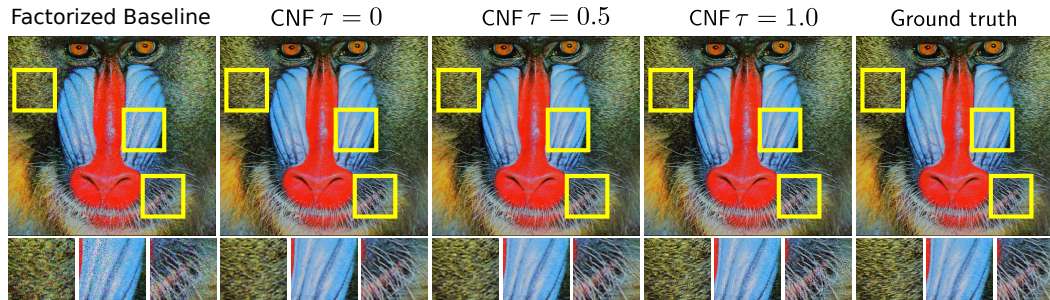 Factorized Baseline CNF τ = 0 CNF τ = 0.5 CNF τ = 1.0 Ground truth